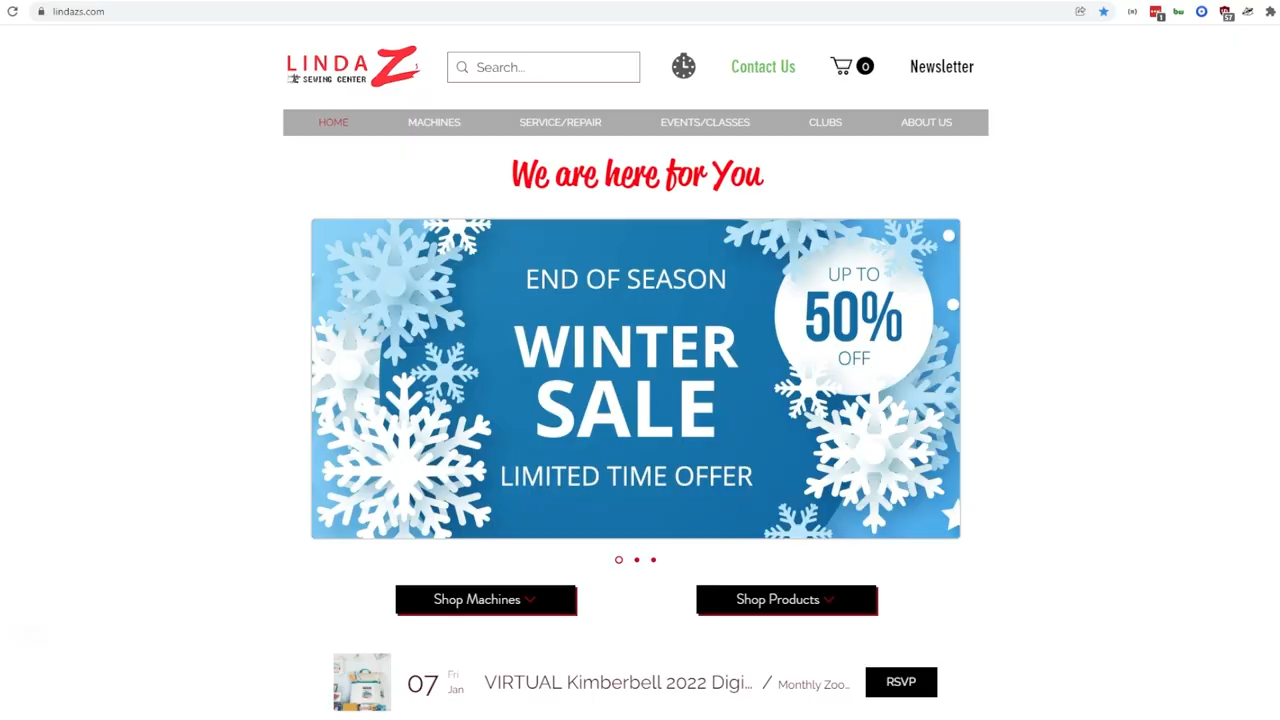 lindazs.com
1
57
LINDA Z's
SEWING CENTER
Search...
Contact Us
0
Newsletter
HOME
MACHINES
SERVICE/REPAIR
EVENTS/CLASSES
CLUBS
ABOUT US
We are here for You
END OF SEASON
WINTER
SALE
LIMITED TIME OFFER
UP TO
50%
OFF
Shop Machines
Shop Products
07
Fri
Jan
VIRTUAL Kimberbell 2022 Digi... / Monthly Zoo...
RSVP